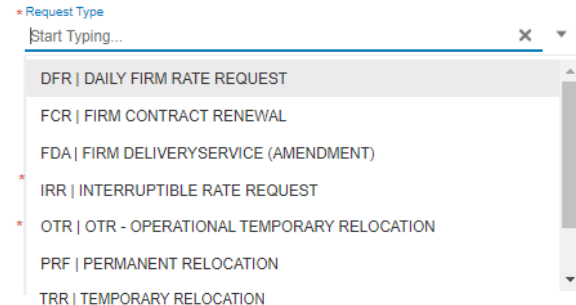 * Request Type
Start Typing...
DFR | DAILY FIRM RATE REQUEST
FCR | FIRM CONTRACT RENEWAL
FDA | FIRM DELIVERYSERVICE (AMENDMENT)
* IRR | INTERRUPTIBLE RATE REQUEST
* OTR | OTR - OPERATIONAL TEMPORARY RELOCATION
PRF | PERMANENT RELOCATION
TRR | TEMPORARY RELOCATION